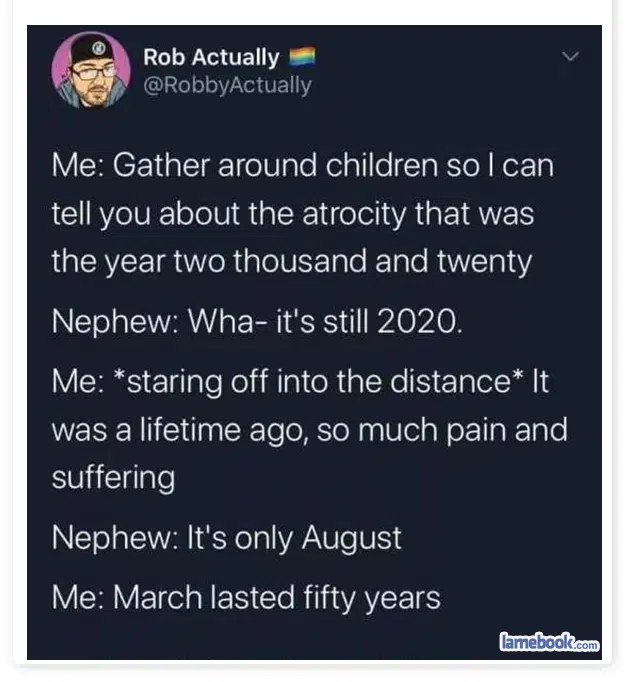 Rob Actually 🏳️‍🌈
@RobbyActually
Me: Gather around children so I can
tell you about the atrocity that was
the year two thousand and twenty
Nephew: Wha- it's still 2020.
Me: *staring off into the distance* It
was a lifetime ago, so much pain and
suffering
Nephew: It's only August
Me: March lasted fifty years
lamebook.com